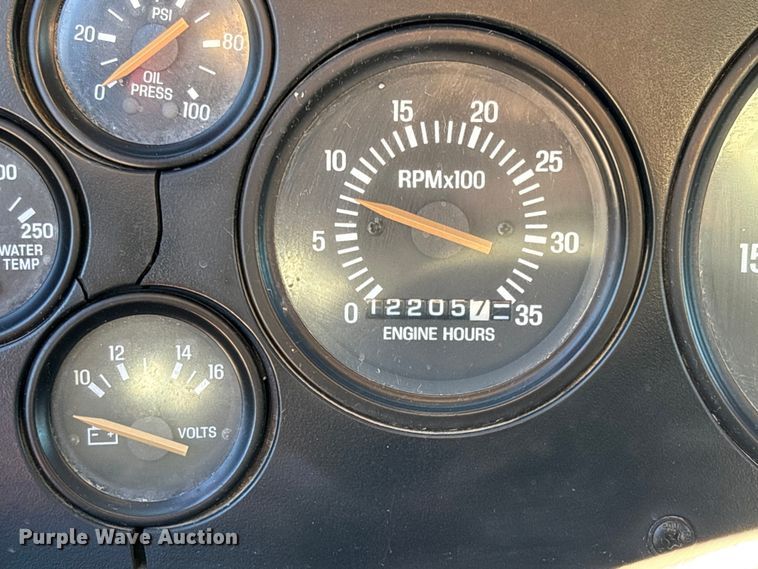 PSI
20 80
0 100
OIL
PRESS
250
WATER
TEMP
10 12 14 16
VOLTS
0 5 10 15 20 25 30 35
RPMx100
12205
ENGINE HOURS
15
Purple Wave Auction